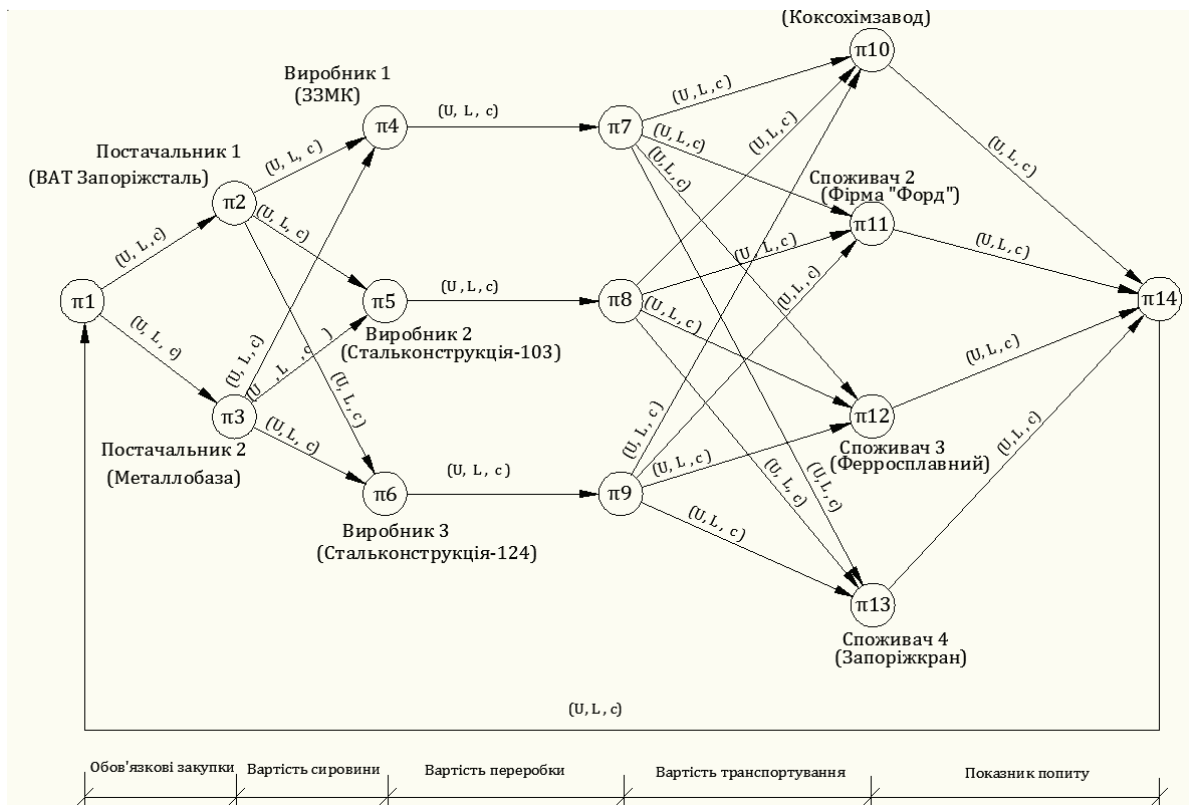 (Коксохімзавод)
π10
Виробник 1
(ЗЗМК)
(U, L, c)
(U, L, c)
π4
π7
(U, L, c)
(U, L, c)
(U, L, c)
Постачальник 1
(ВАТ Запоріжсталь)
(U, L, c)
(U, L, c)
Споживач 2
(Фірма "Форд")
π2
(U, L, c)
π11
(U, L, c)
(U, L, c)
(U, L, c)
(U, L, c)
π1
π5
(U, L, c)
π8
π14
(U, L, c)
(U, L, c)
Виробник 2
(Стальконструкція-103)
(U, L, c)
(U, L, c)
(U, L, c)
(U, L, c)
(U, L, c)
π3
(U, L, c)
(U, L, c)
π12
(U, L, c)
Постачальник 2
(Металлобаза)
Споживач 3
(Ферросплавний)
(U, L, c)
(U, L, c)
(U, L, c)
(U, L, c)
π6
π9
Виробник 3
(Стальконструкція-124)
(U, L, c)
π13
Споживач 4
(Запоріжкран)
(U, L, c)
Обов'язкові закупки
Вартість сировини
Вартість переробки
Вартість транспортування
Показник попиту